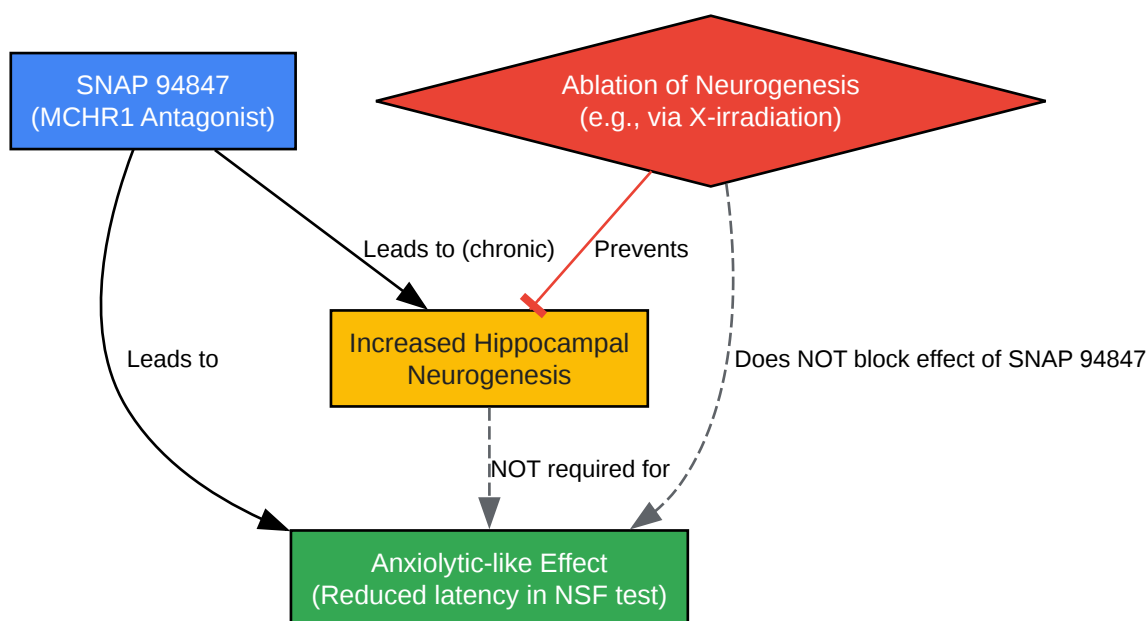 SNAP 94847
(MCHR1 Antagonist)
Ablation of Neurogenesis
(e.g., via X-irradiation)
Leads to (chronic)
Prevents
Increased Hippocampal
Neurogenesis
Leads to
Does NOT block effect of SNAP 94847
NOT required for
Anxiolytic-like Effect
(Reduced latency in NSF test)